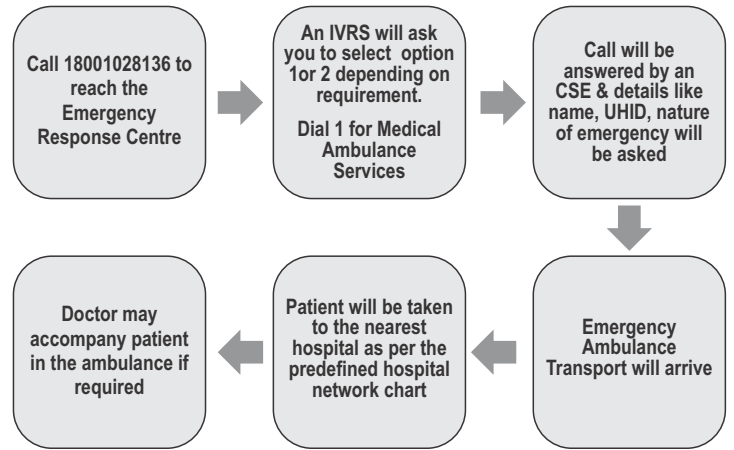 Call 18001028136 to
reach the
Emergency
Response Centre
An IVRS will ask
you to select option
1or 2 depending on
requirement.
Dial 1 for Medical
Ambulance
Services
Call will be
answered by an
CSE & details like
name, UHID, nature
of emergency will
be asked
Emergency
Ambulance
Transport will arrive
Patient will be taken
to the nearest
hospital as per the
predefined hospital
network chart
Doctor may
accompany patient
in the ambulance if
required